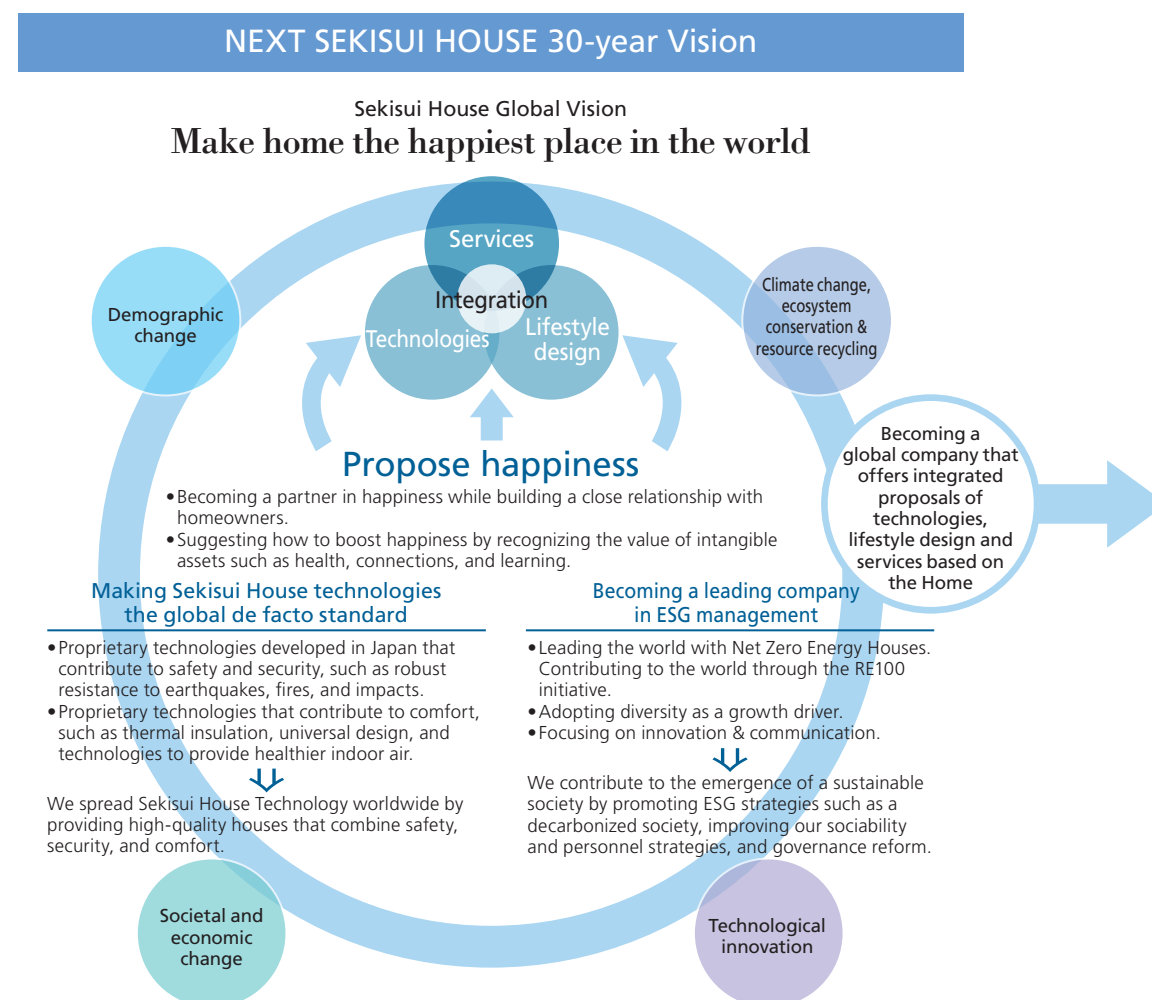 NEXT SEKISUI HOUSE 30-year Vision
Sekisui House Global Vision
Make home the happiest place in the world
Services
Integration
Technologies
Lifestyle
design
Demographic
change
Climate change,
ecosystem
conservation &
resource recycling
Propose happiness
•Becoming a partner in happiness while building a close relationship with
homeowners.
•Suggesting how to boost happiness by recognizing the value of intangible
assets such as health, connections, and learning.
Becoming a
global company that
offers integrated
proposals of
technologies,
lifestyle design and
services based on
the Home
Making Sekisui House technologies
the global de facto standard
•Proprietary technologies developed in Japan that
contribute to safety and security, such as robust
resistance to earthquakes, fires, and impacts.
•Proprietary technologies that contribute to comfort,
such as thermal insulation, universal design, and
technologies to provide healthier indoor air.
We spread Sekisui House Technology worldwide by
providing high-quality houses that combine safety,
security, and comfort.
Becoming a leading company
in ESG management
•Leading the world with Net Zero Energy Houses.
Contributing to the world through the RE100
initiative.
•Adopting diversity as a growth driver.
•Focusing on innovation & communication.
We contribute to the emergence of a sustainable
society by promoting ESG strategies such as a
decarbonized society, improving our sociability
and personnel strategies, and governance reform.
Societal and
economic
change
Technological
innovation